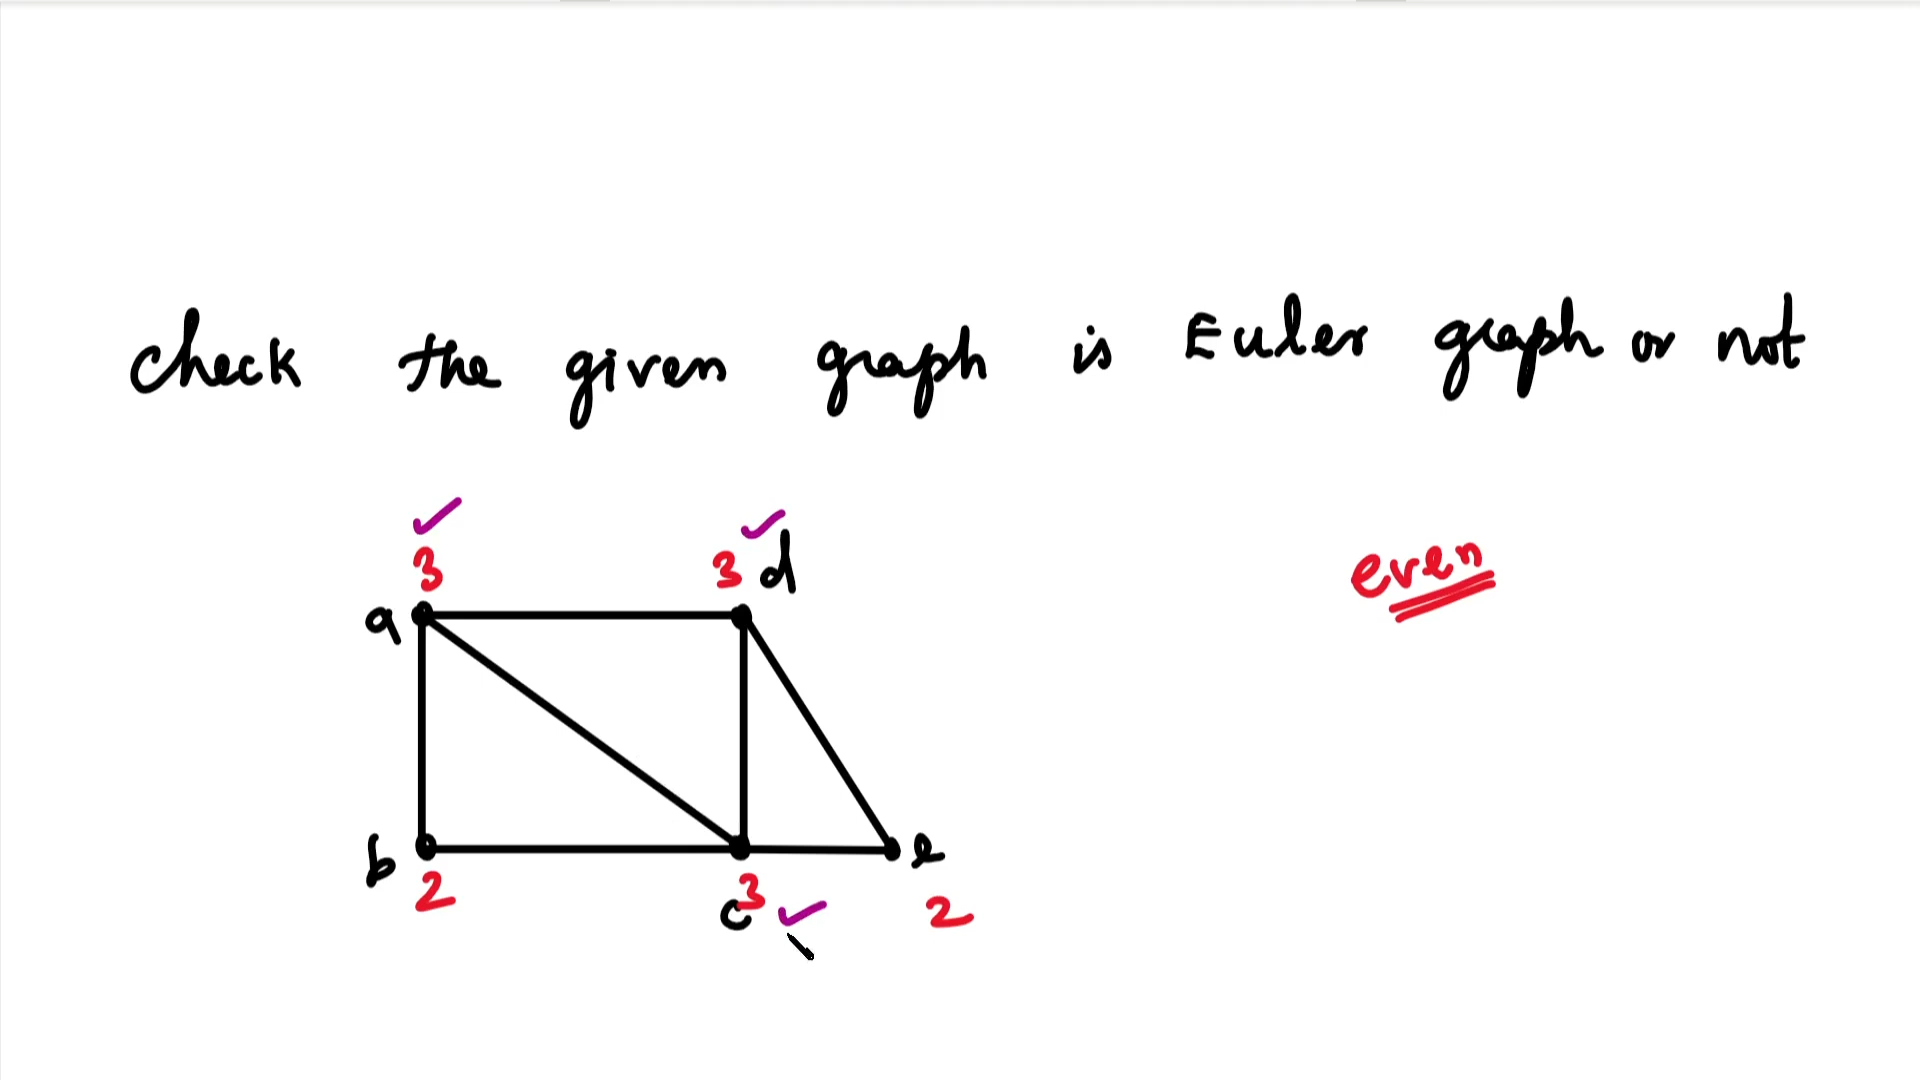 check the given graph is Euler graph or not
3 3 d
even
a
b e
2 3 2
c